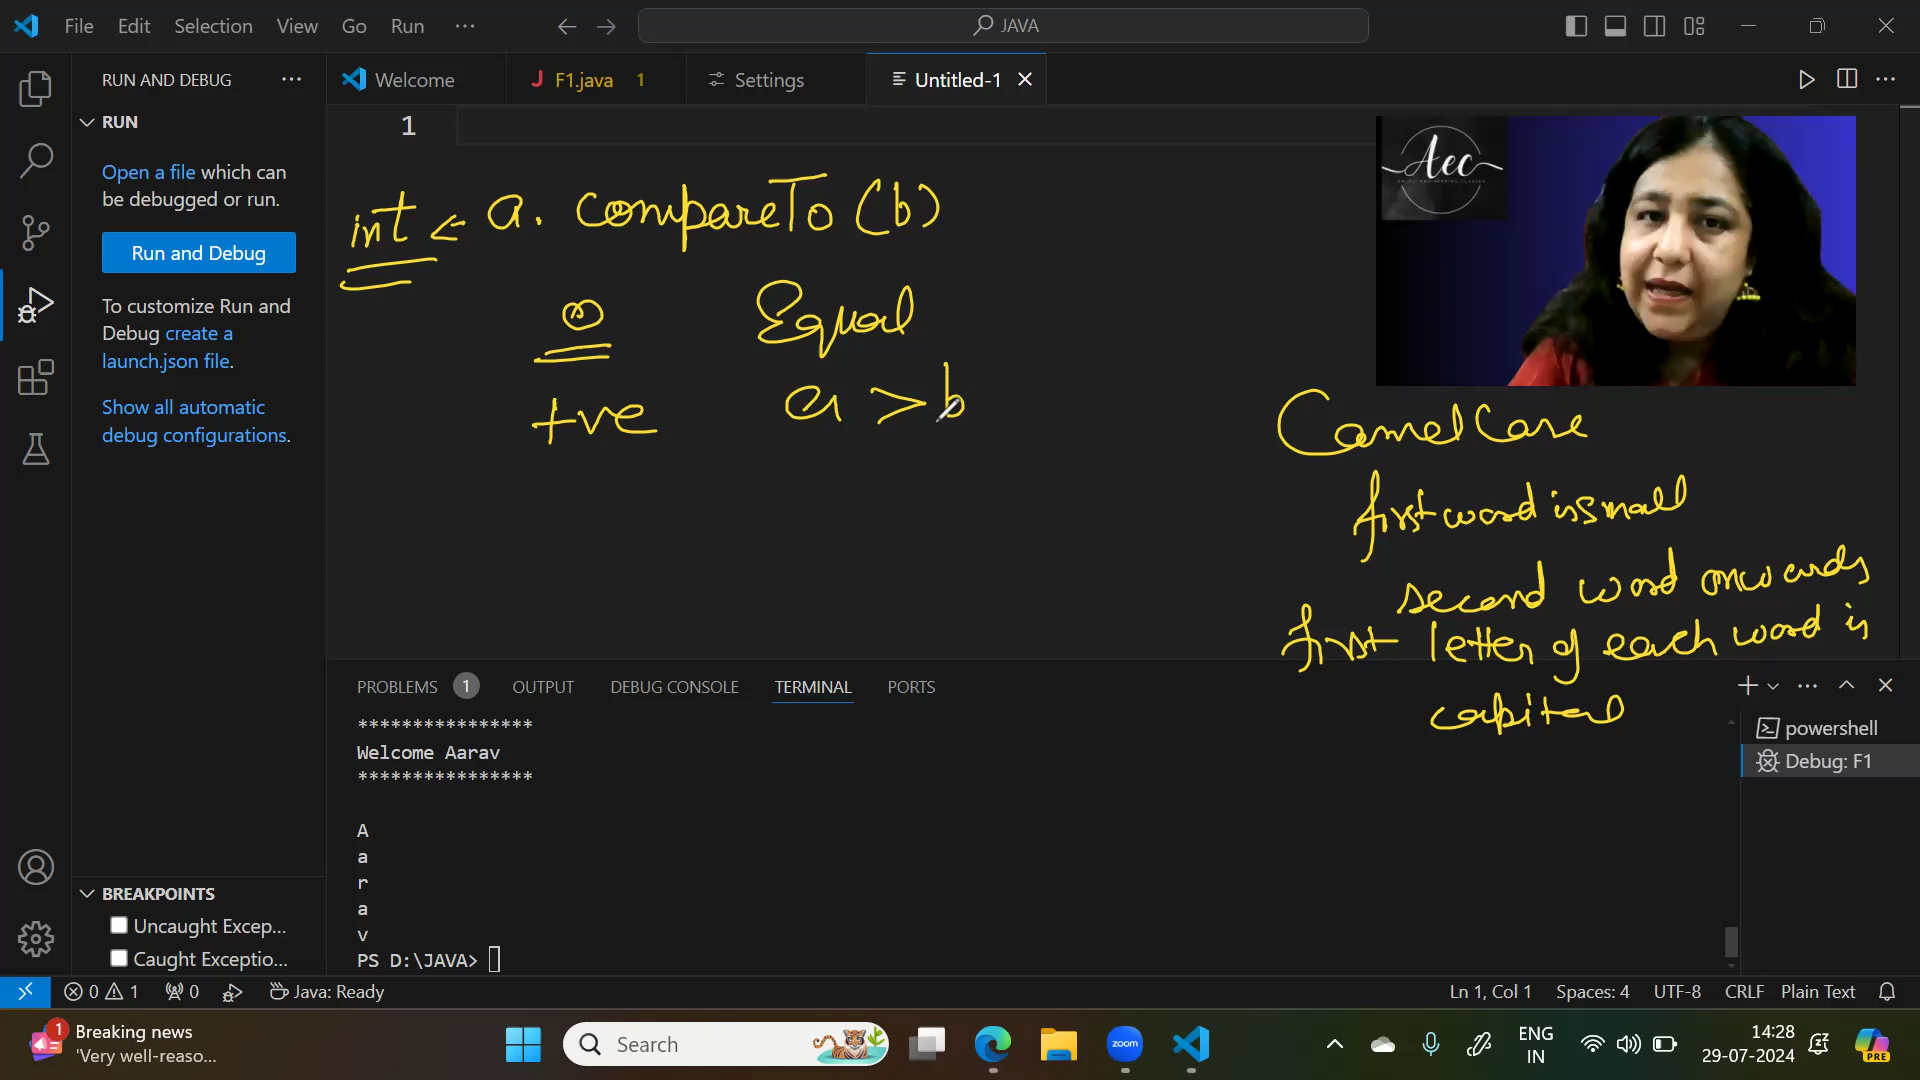 File Edit Selection View Go Run ··· JAVA
RUN AND DEBUG ··· Welcome F1.java 1 Settings Untitled-1
RUN
1
Open a file which can
be debugged or run.
Run and Debug
To customize Run and
Debug create a
launch.json file.
Show all automatic
debug configurations.
Aec
int ← a. compareTo (b)
0 Equal
+ve a > b
CamelCase
first word is small
second word onwards
first letter of each word is
capital
PROBLEMS 1 OUTPUT DEBUG CONSOLE TERMINAL PORTS
****************
Welcome Aarav
****************
A
a
r
a
v
PS D:\JAVA>
powershell
Debug: F1
BREAKPOINTS
Uncaught Excep...
Caught Exceptio...
0 1 0 Java: Ready Ln 1, Col 1 Spaces: 4 UTF-8 CRLF Plain Text
1 Breaking news
'Very well-reaso...
Search
zoom
ENG
IN
14:28
29-07-2024
PRE